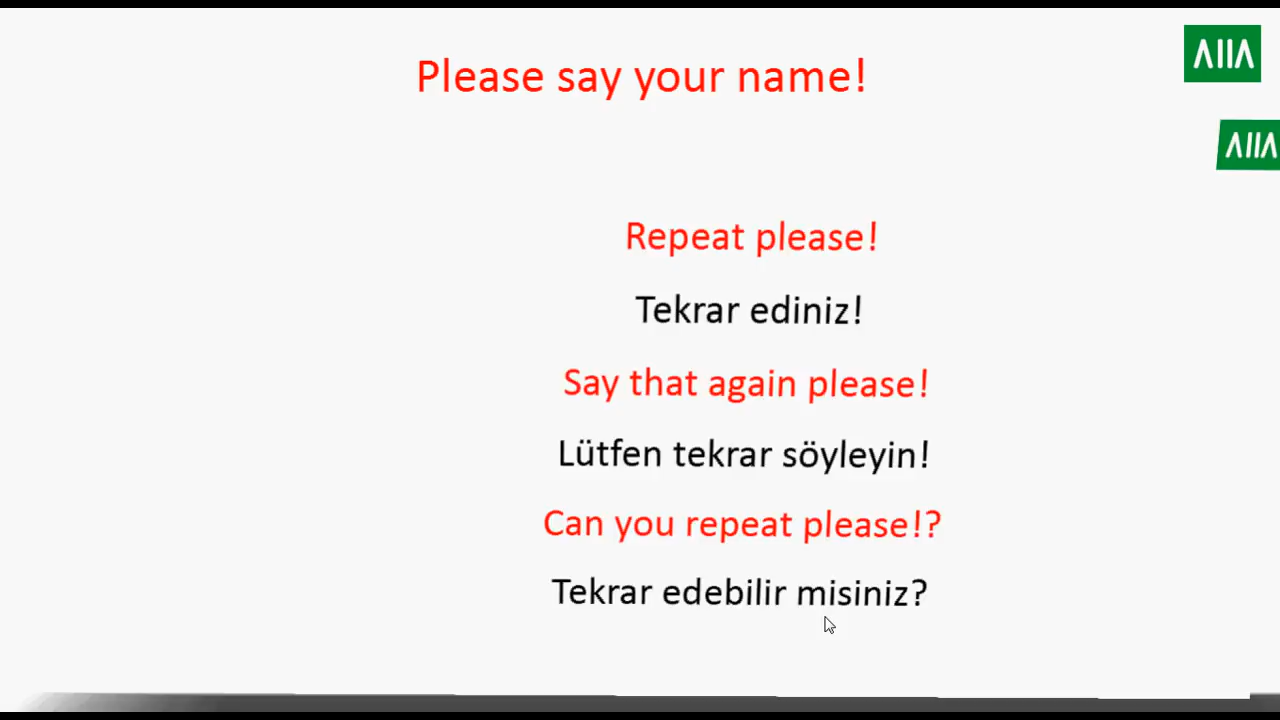 Please say your name!
Repeat please!
Tekrar ediniz!
Say that again please!
Lütfen tekrar söyleyin!
Can you repeat please!?
Tekrar edebilir misiniz?